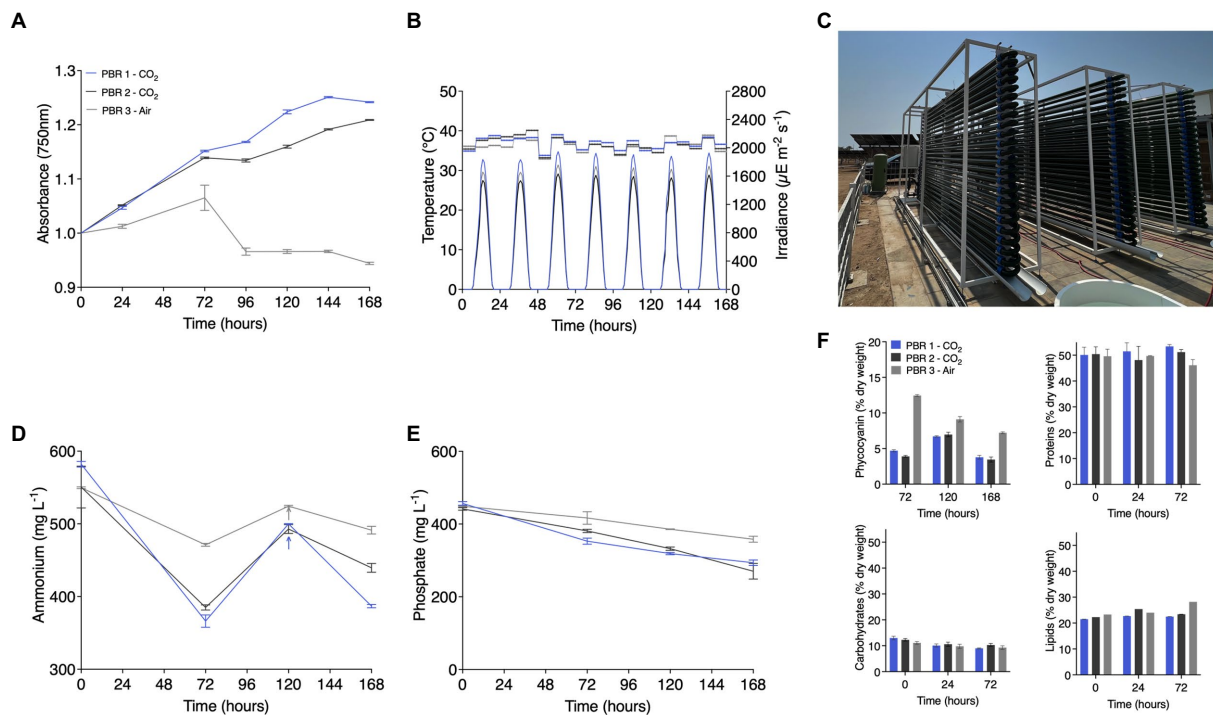 A
Absorbance (750nm)
1.3
1.2
1.1
1.0
0.9
PBR 1 - CO₂
PBR 2 - CO₂
PBR 3 - Air
0 24 72 96 120 144 168
Time (hours)
B
Temperature (°C)
50
40
30
20
10
0
2800
2400
2000
1600
1200
800
400
0
Irradiance (µE m⁻² s⁻¹)
0 24 48 72 96 120 144 168
Time (hours)
C
D
Ammonium (mg L⁻¹)
600
500
400
300
0 24 48 72 96 120 144 168
Time (hours)
E
Phosphate (mg L⁻¹)
600
400
200
0
0 24 48 72 96 120 144 168
Time (hours)
F
Phycocyanin (% dry weight)
20
15
10
5
0
PBR 1 - CO₂
PBR 2 - CO₂
PBR 3 - Air
72 120 168
Time (hours)
Proteins (% dry weight)
50
40
30
20
10
0
0 24 72
Time (hours)
Carbohydrates (% dry weight)
50
40
30
20
10
0
0 24 72
Time (hours)
Lipids (% dry weight)
50
40
30
20
10
0
0 24 72
Time (hours)